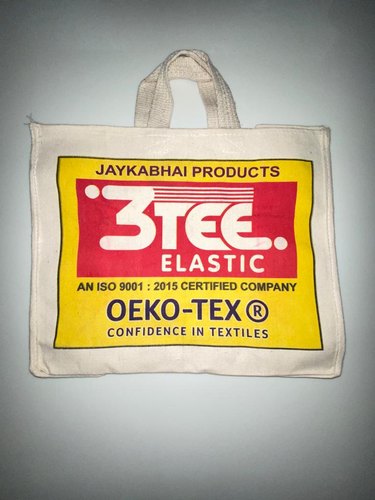 JAYKABHAI PRODUCTS
3TEE
ELASTIC
AN ISO 9001 : 2015 CERTIFIED COMPANY
OEKO-TEX®
CONFIDENCE IN TEXTILES